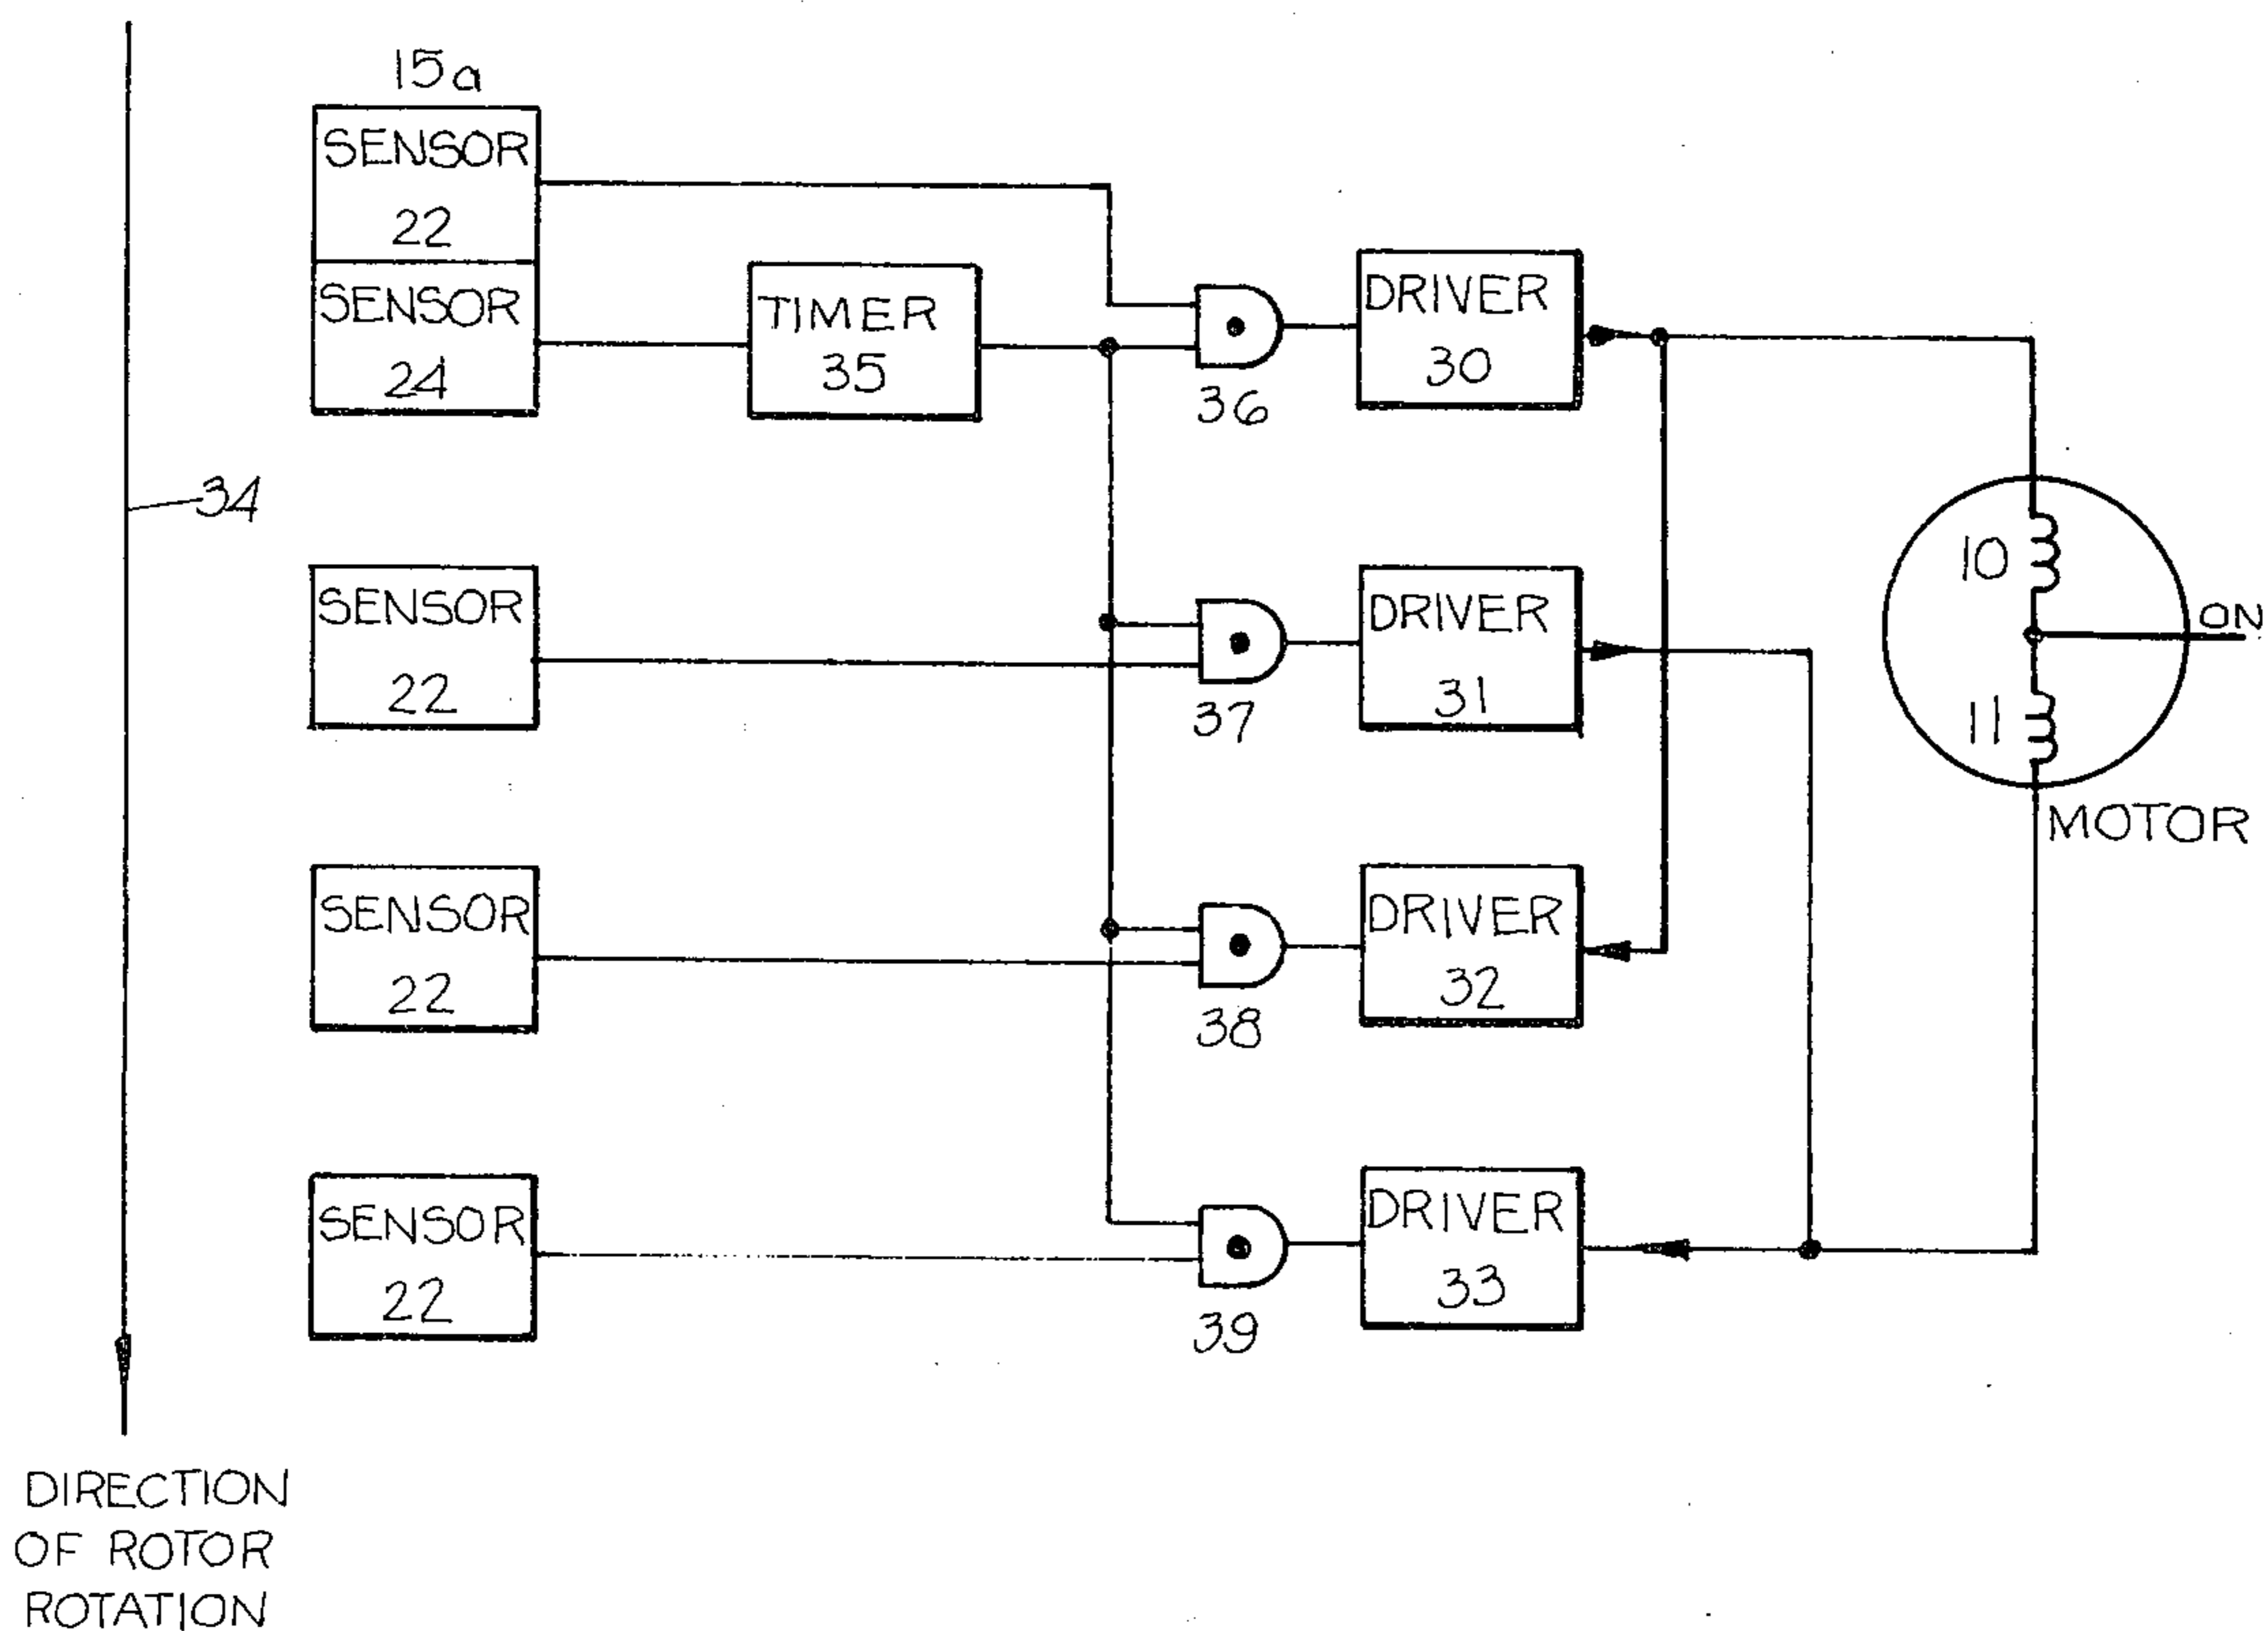 15a
SENSOR
22
SENSOR
24
TIMER
35
36
DRIVER
30
34
SENSOR
22
37
DRIVER
31
10
ON
11
MOTOR
SENSOR
22
38
DRIVER
32
SENSOR
22
39
DRIVER
33
DIRECTION
OF ROTOR
ROTATION